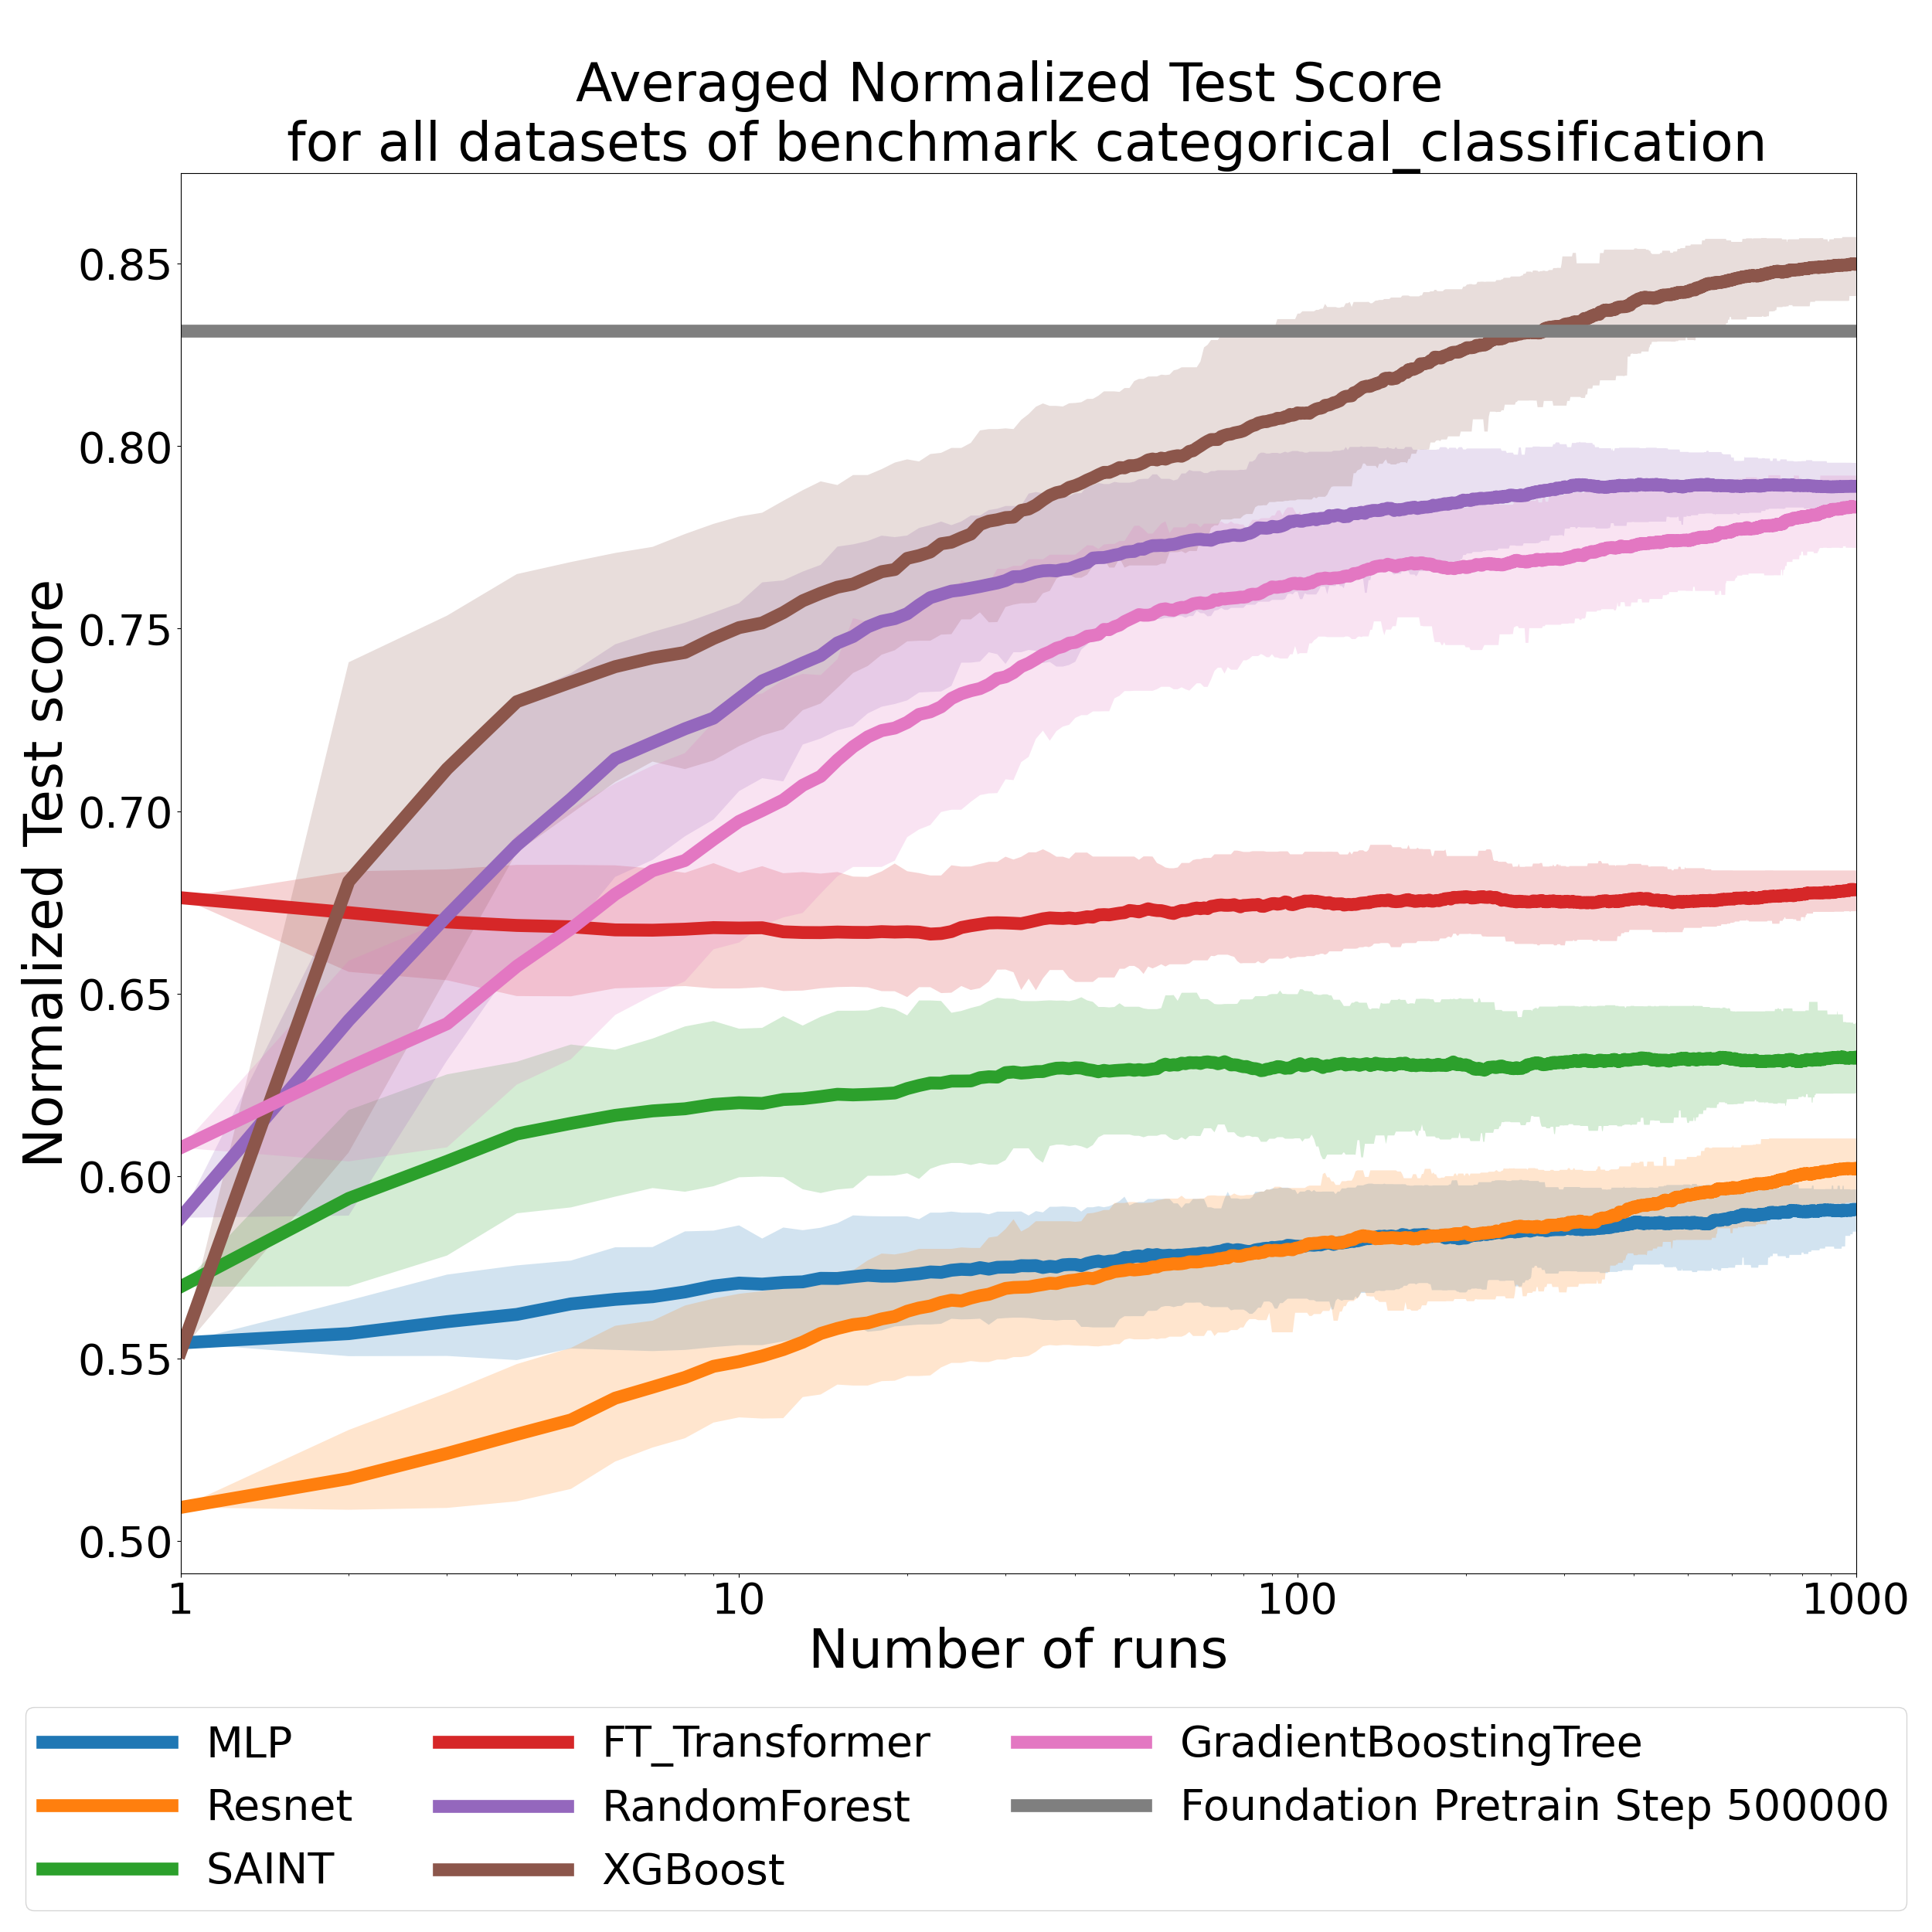 Averaged Normalized Test Score
for all datasets of benchmark categorical_classification
Normalized Test score
0.85
0.80
0.75
0.70
0.65
0.60
0.55
0.50
1
10
100
1000
Number of runs
MLP
Resnet
SAINT
FT_Transformer
RandomForest
XGBoost
GradientBoostingTree
Foundation Pretrain Step 500000